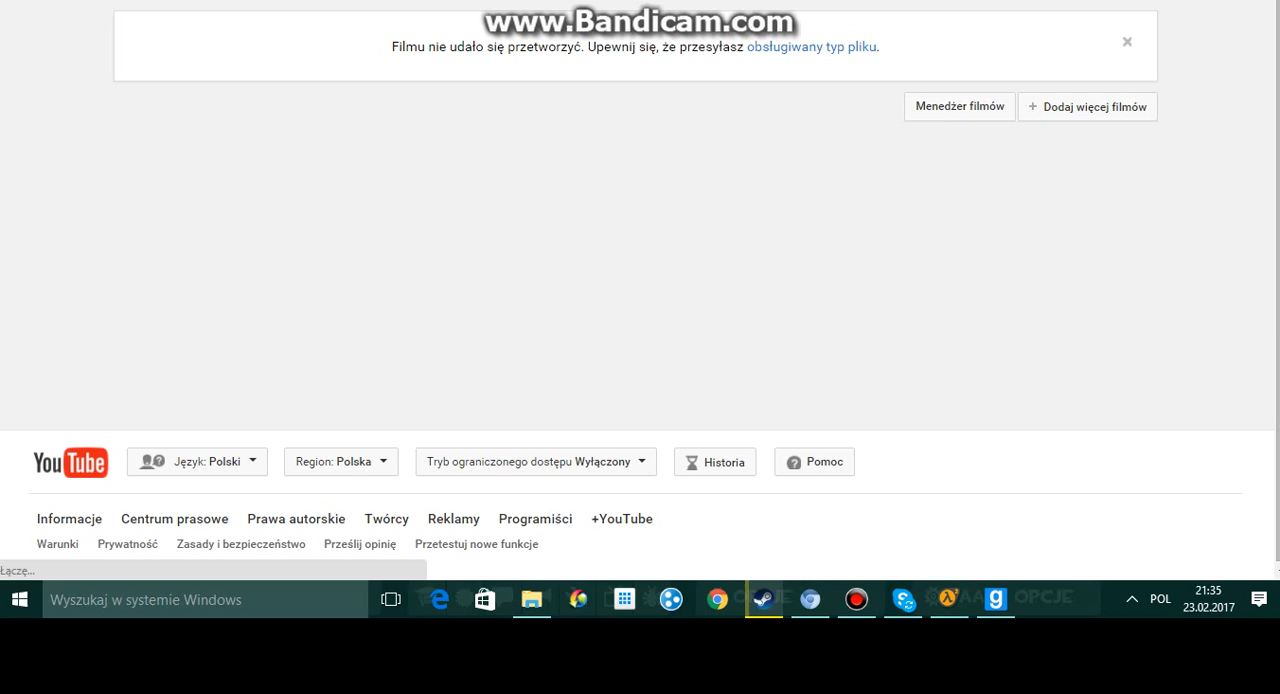 www.Bandicam.com
Filmu nie udało się przetworzyć. Upewnij się, że przesyłasz obsługiwany typ pliku.
Menedżer filmów + Dodaj więcej filmów
YouTube Język: Polski Region: Polska Tryb ograniczonego dostępu Wyłączony Historia Pomoc
Informacje Centrum prasowe Prawa autorskie Twórcy Reklamy Programiści +YouTube
Warunki Prywatność Zasady i bezpieczeństwo Prześlij opinię Przetestuj nowe funkcje
Łączę...
Wyszukaj w systemie Windows OPCJE POL 21:35
23.02.2017